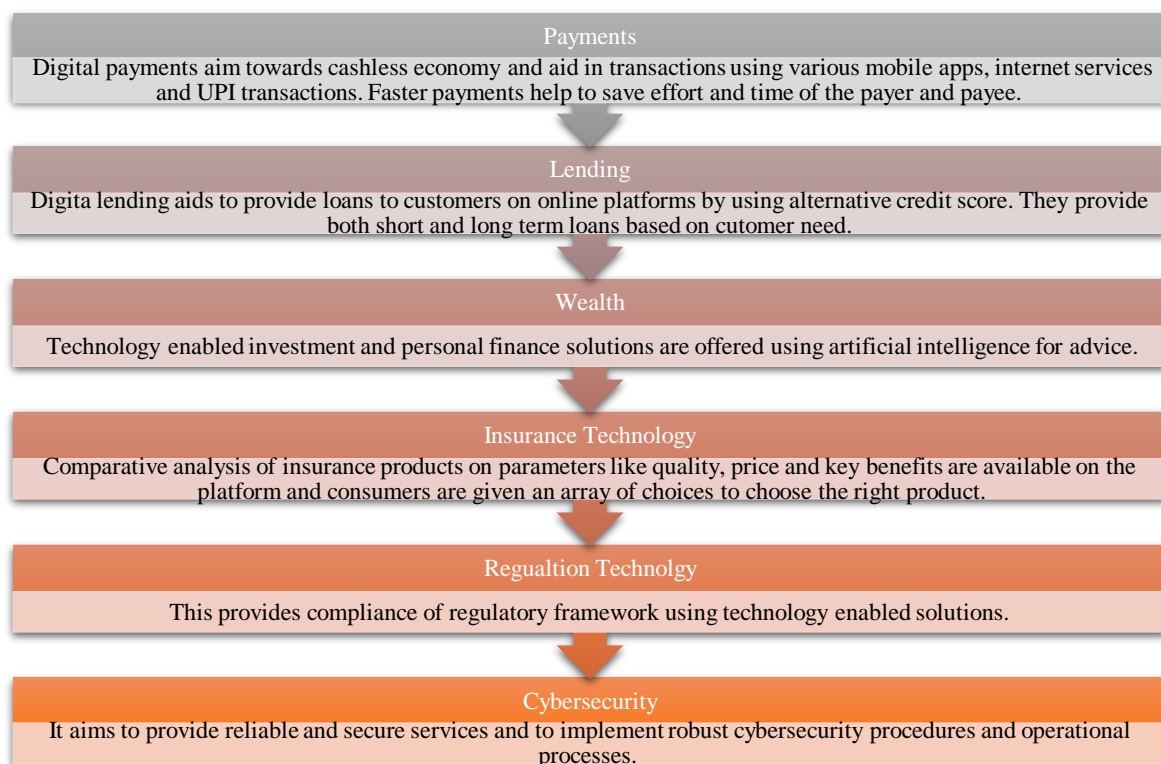 Payments
Digital payments aim towards cashless economy and aid in transactions using various mobile apps, internet services
and UPI transactions. Faster payments help to save effort and time of the payer and payee.
Lending
Digita lending aids to provide loans to customers on online platforms by using alternative credit score. They provide
both short and long term loans based on cutomer need.
Wealth
Technology enabled investment and personal finance solutions are offered using artificial intelligence for advice.
Insurance Technology
Comparative analysis of insurance products on parameters like quality, price and key benefits are available on the
platform and consumers are given an array of choices to choose the right product.
Regualtion Technolgy
This provides compliance of regulatory framework using technology enabled solutions.
Cybersecurity
It aims to provide reliable and secure services and to implement robust cybersecurity procedures and operational
processes.